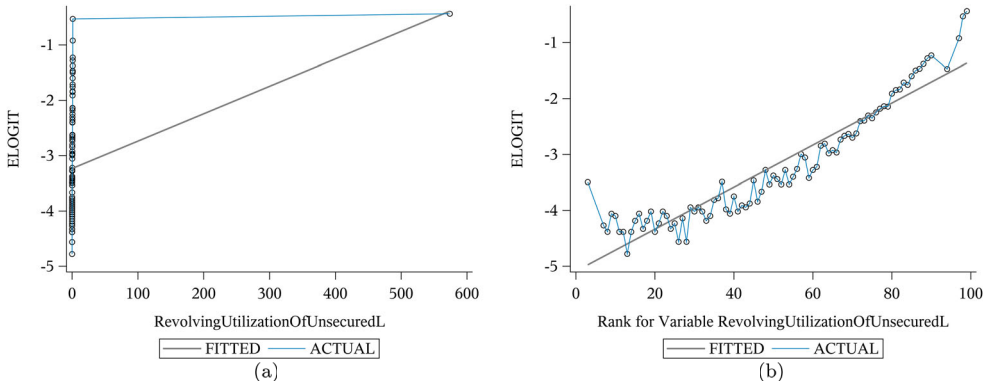 ELOGIT
-1
-2
-3
-4
-5
0 100 200 300 400 500 600
RevolvingUtilizationOfUnsecuredL
FITTED ACTUAL
(a)
ELOGIT
-1
-2
-3
-4
-5
0 20 40 60 80 100
Rank for Variable RevolvingUtilizationOfUnsecuredL
FITTED ACTUAL
(b)